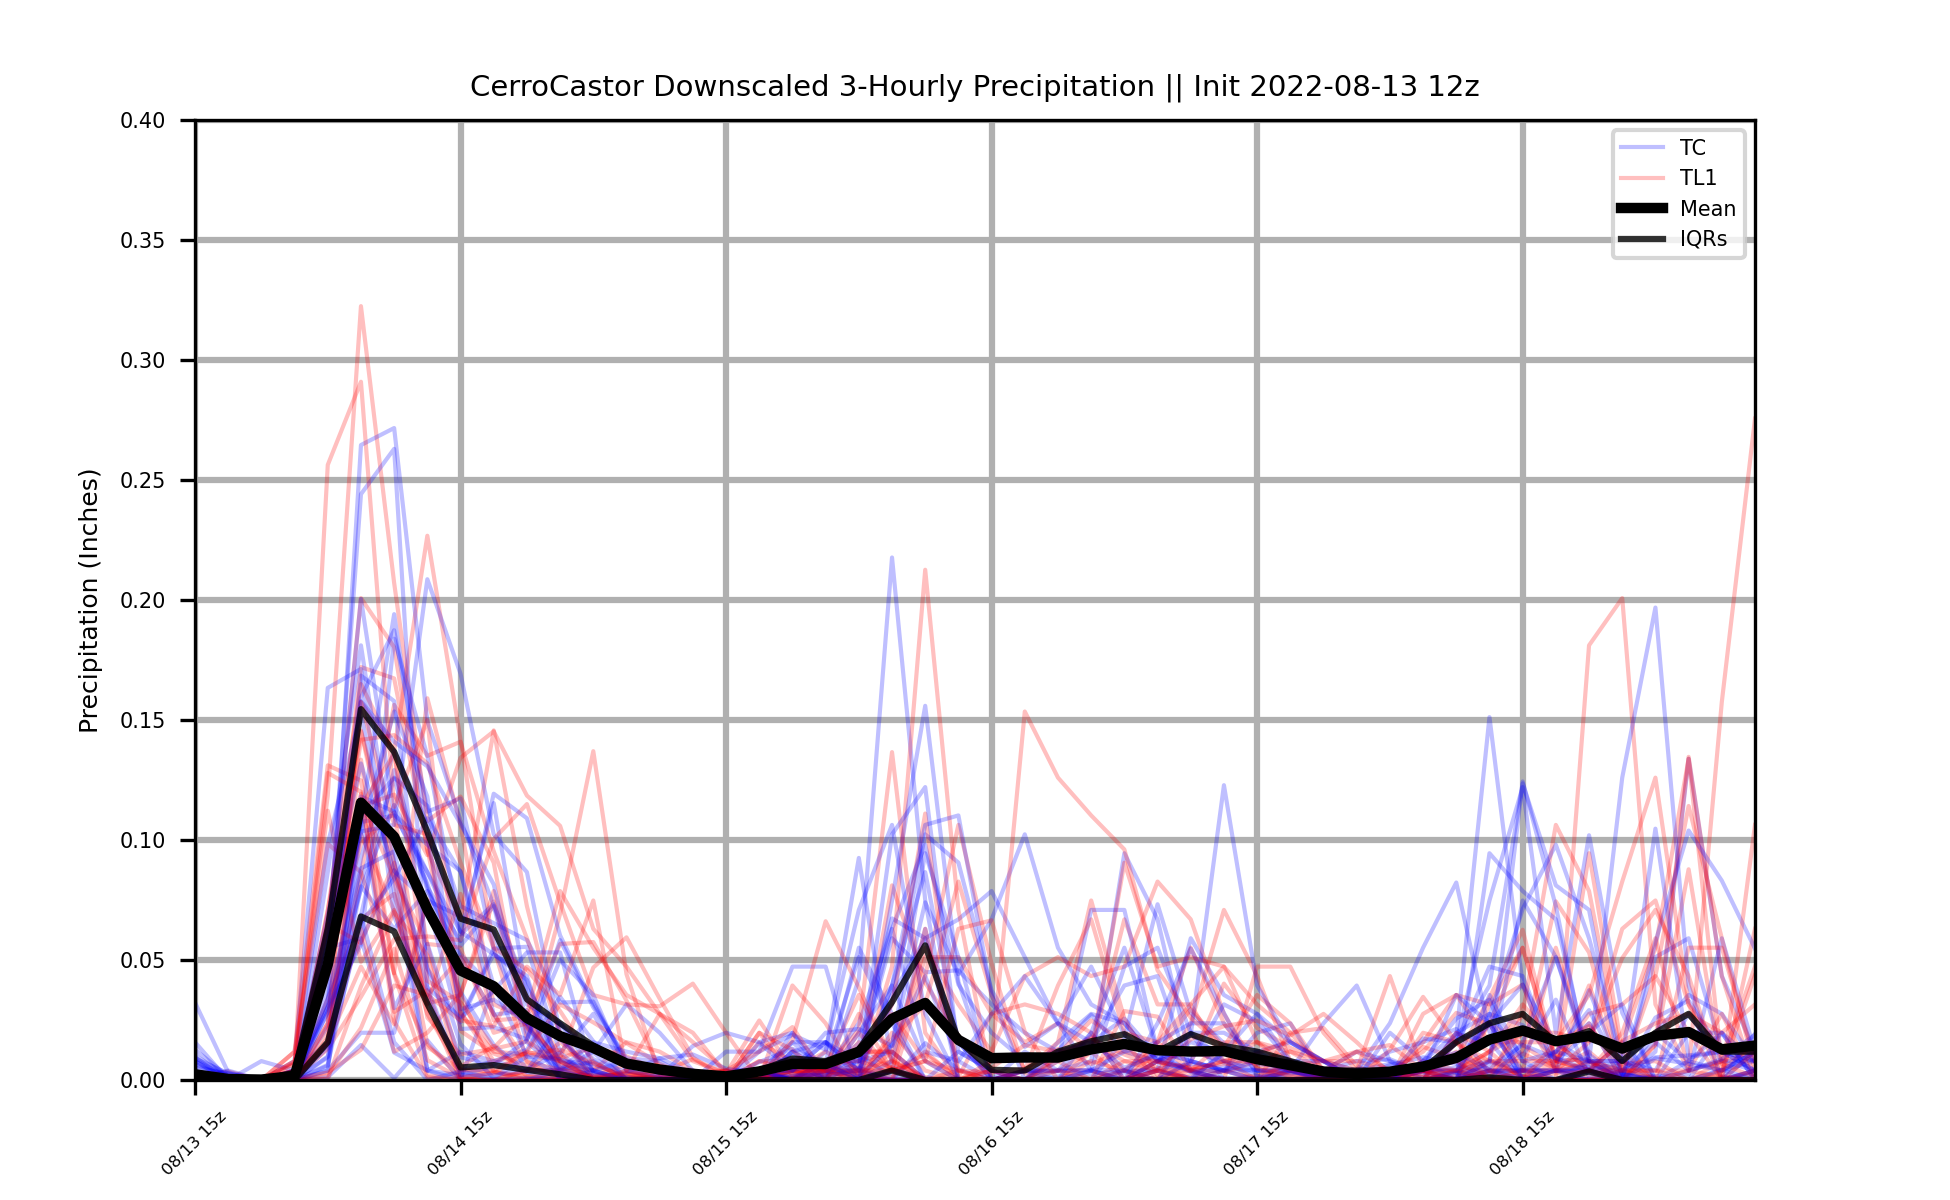 CerroCastor Downscaled 3-Hourly Precipitation || Init 2022-08-13 12z
0.40
0.35
0.30
0.25
0.20
0.15
0.10
0.05
0.00
Precipitation (Inches)
TC
TL1
Mean
IQRs
08/13 15z
08/14 15z
08/15 15z
08/16 15z
08/17 15z
08/18 15z